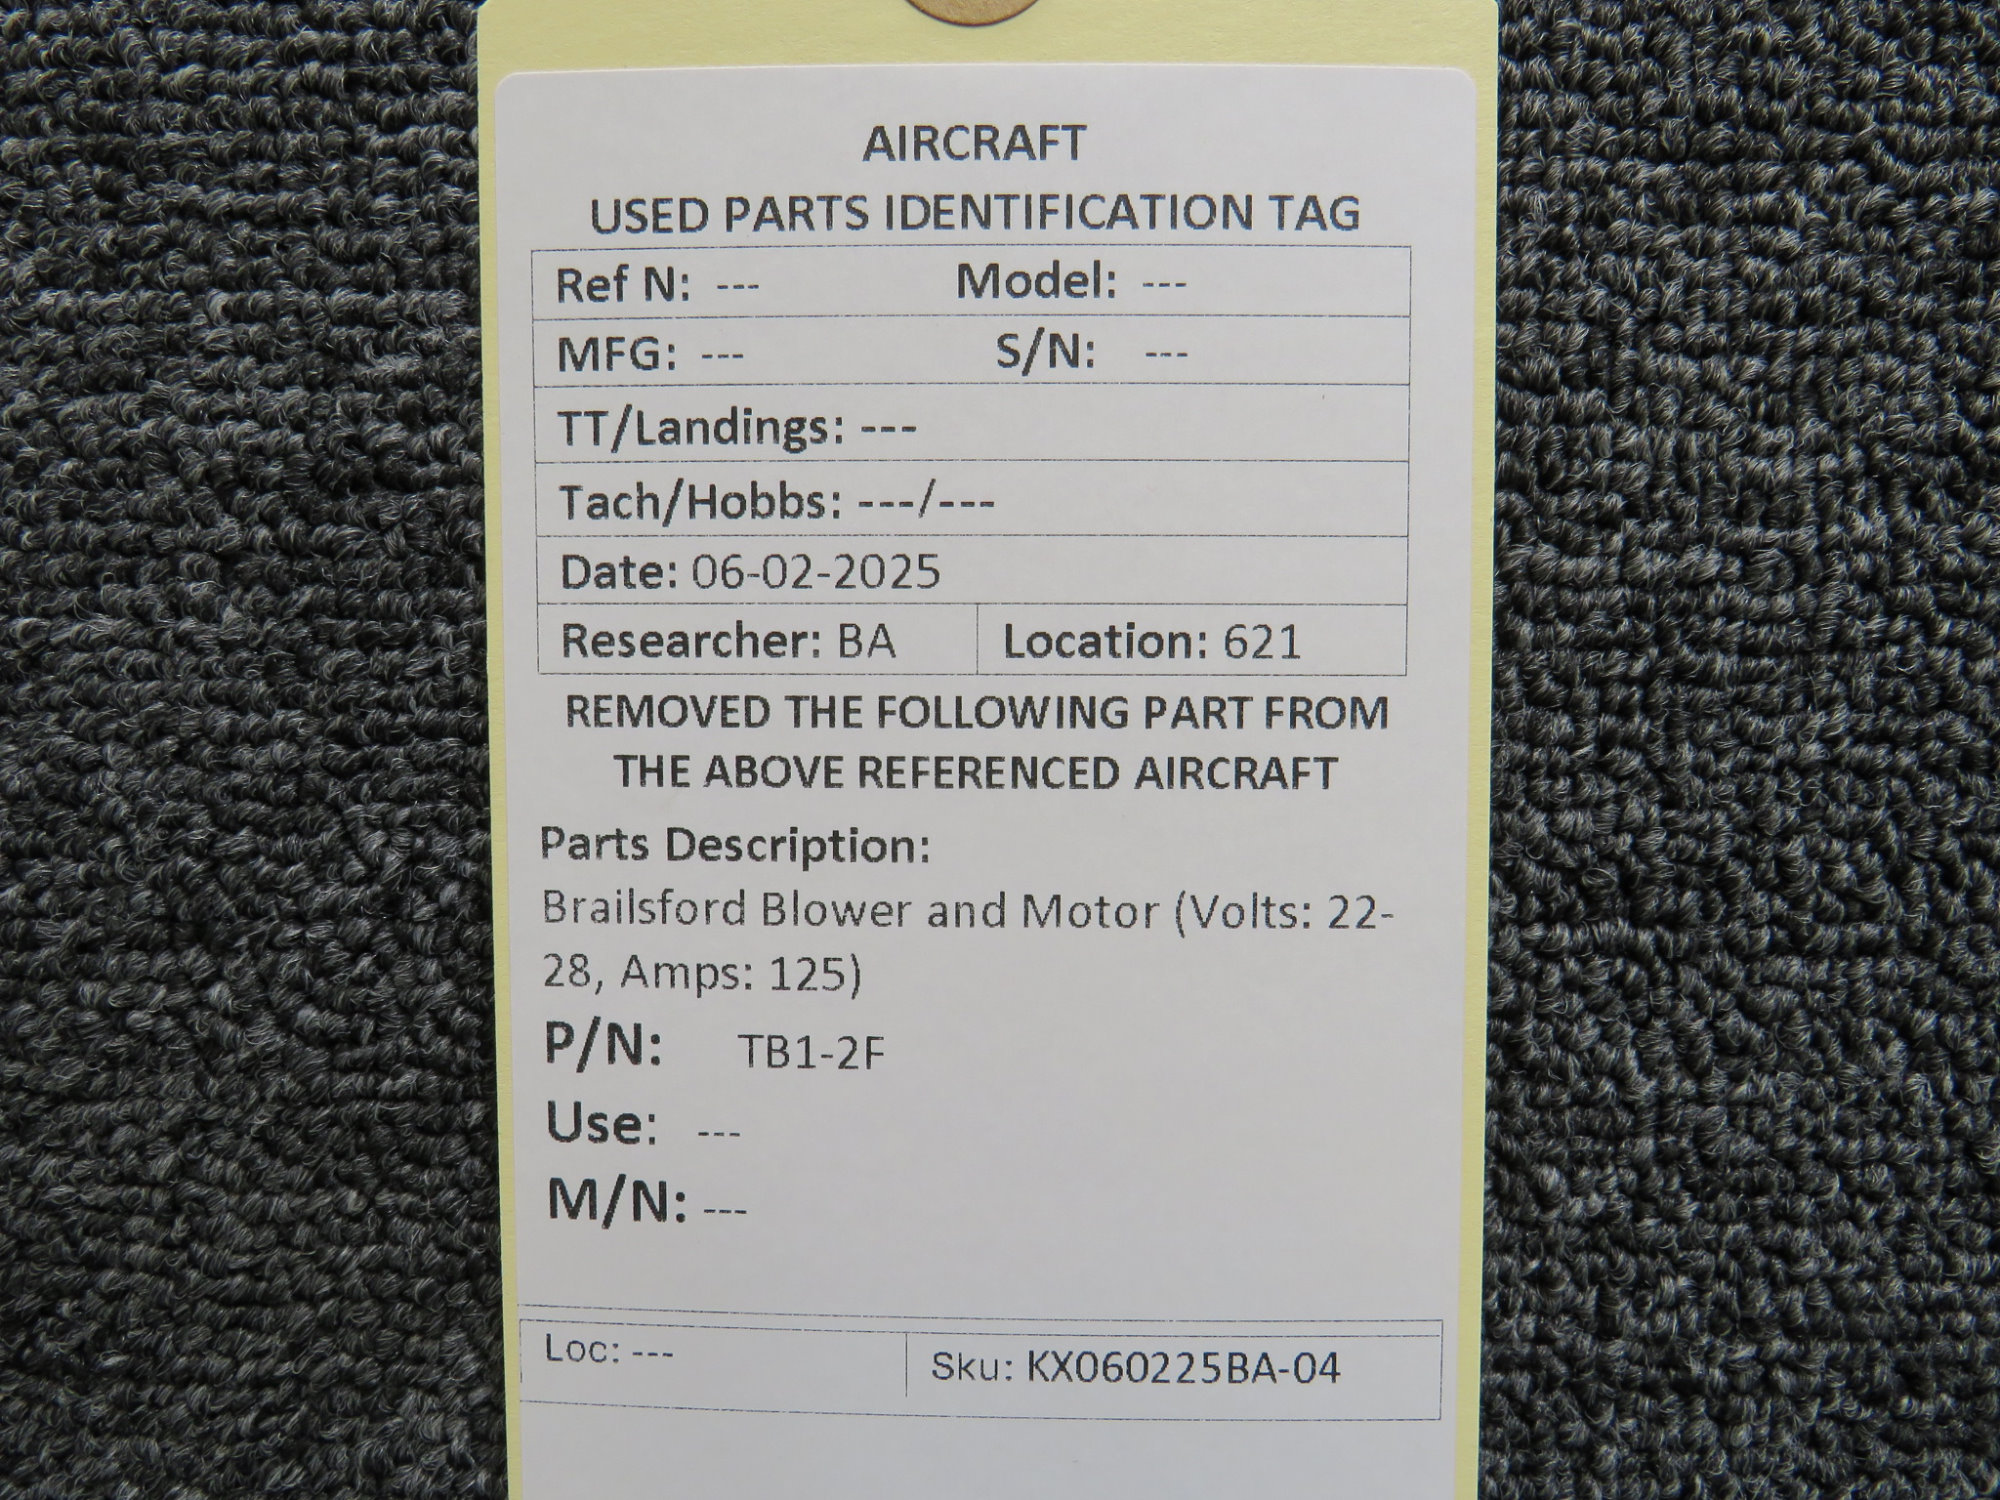 AIRCRAFT
USED PARTS IDENTIFICATION TAG
Ref N: --- Model: ---
MFG: --- S/N: ---
TT/Landings: ---
Tach/Hobbs: ---/---
Date: 06-02-2025
Researcher: BA Location: 621
REMOVED THE FOLLOWING PART FROM
THE ABOVE REFERENCED AIRCRAFT
Parts Description:
Brailsford Blower and Motor (Volts: 22-
28, Amps: 125)
P/N: TB1-2F
Use: ---
M/N: ---
Loc: --- Sku: KX060225BA-04